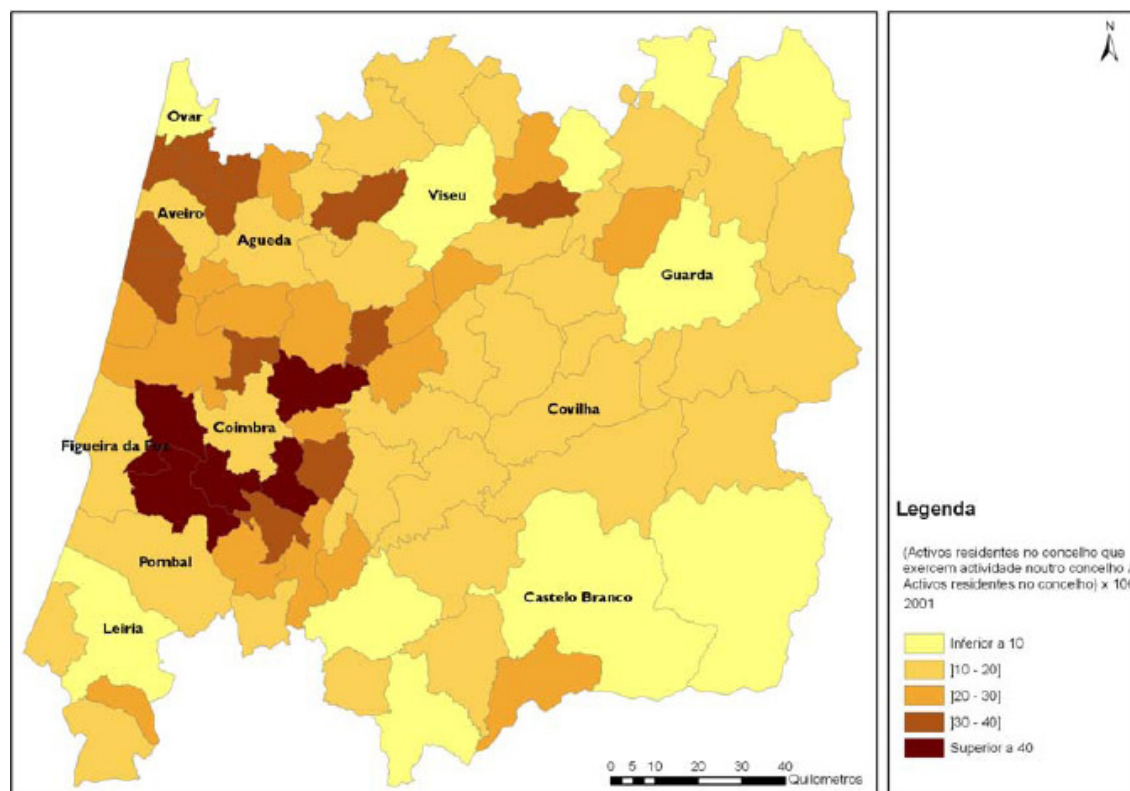 N
Ovar
Viseu
Aveiro
Agueda
Guarda
Covilha
Coimbra
Figueira da
Pombal
Castelo Branco
Leiria
0 5 10 20 30 40
Quilometros
Legenda
(Activos residentes no concelho que
exercem actividade noutro concelho /
Activos residentes no concelho) x 10
2001
Inferior a 10
]10 - 20]
]20 - 30]
]30 - 40]
Superior a 40